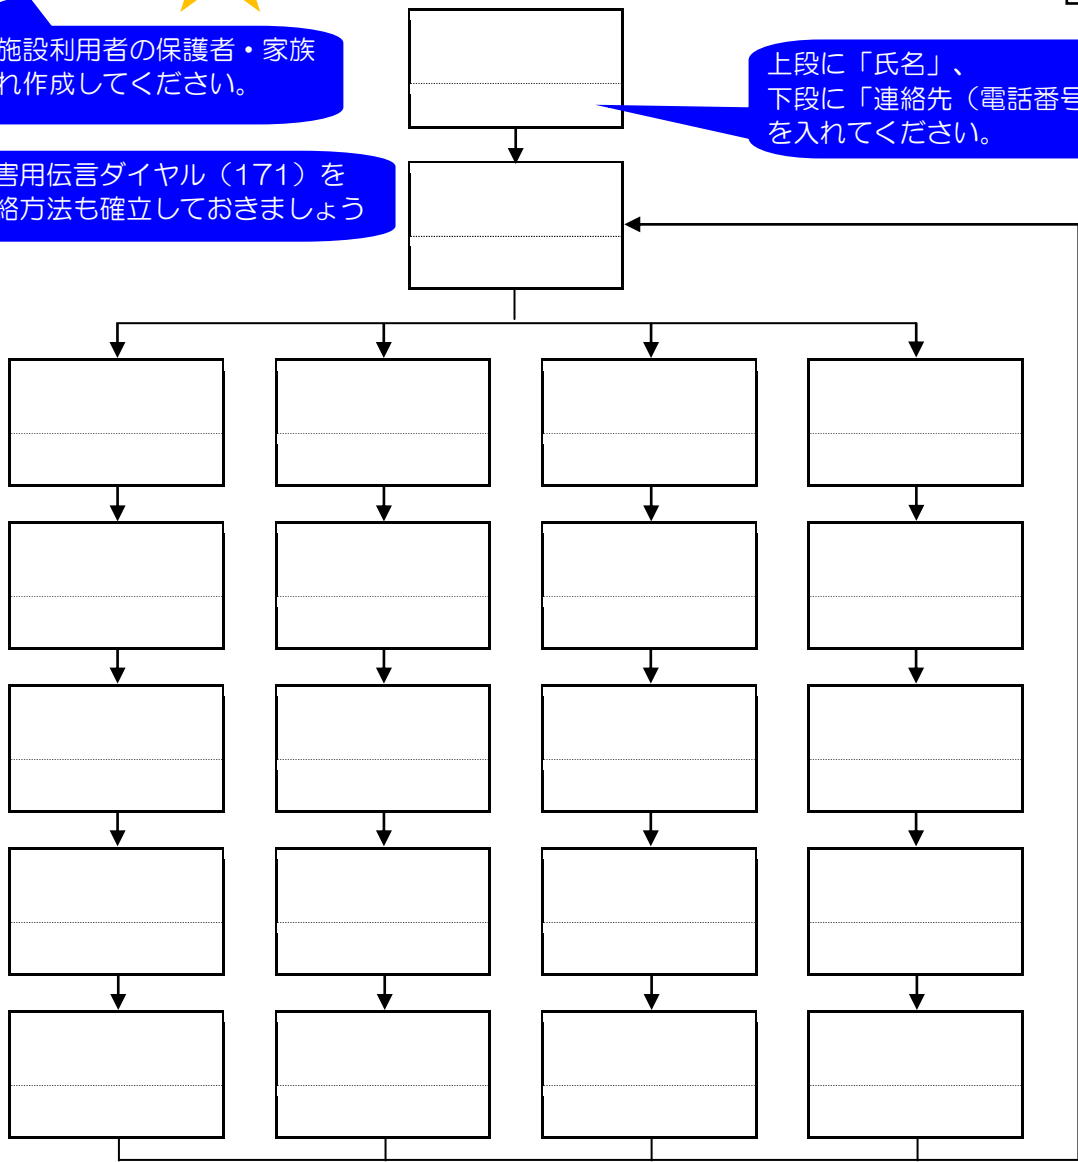 施設利用者の保護者・家族
れ作成してください。
上段に「氏名」、
下段に「連絡先（電話番号
を入れてください。
害用伝言ダイヤル（171）を
絡方法も確立しておきましょう